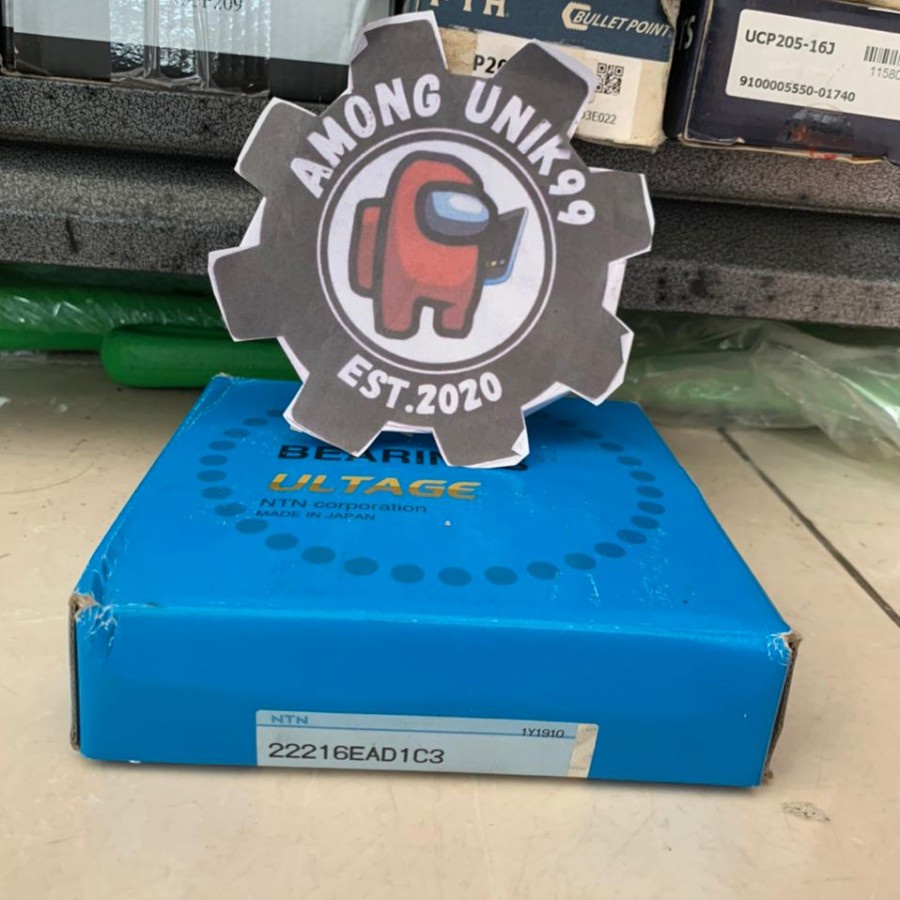 BULLET POINT
UCP205-16J
9100005550-01740
AMONG UNIK99
EST.2020
ULTAGE
NTN corporation
MADE IN JAPAN
NTN
1Y1910
22216EAD1C3